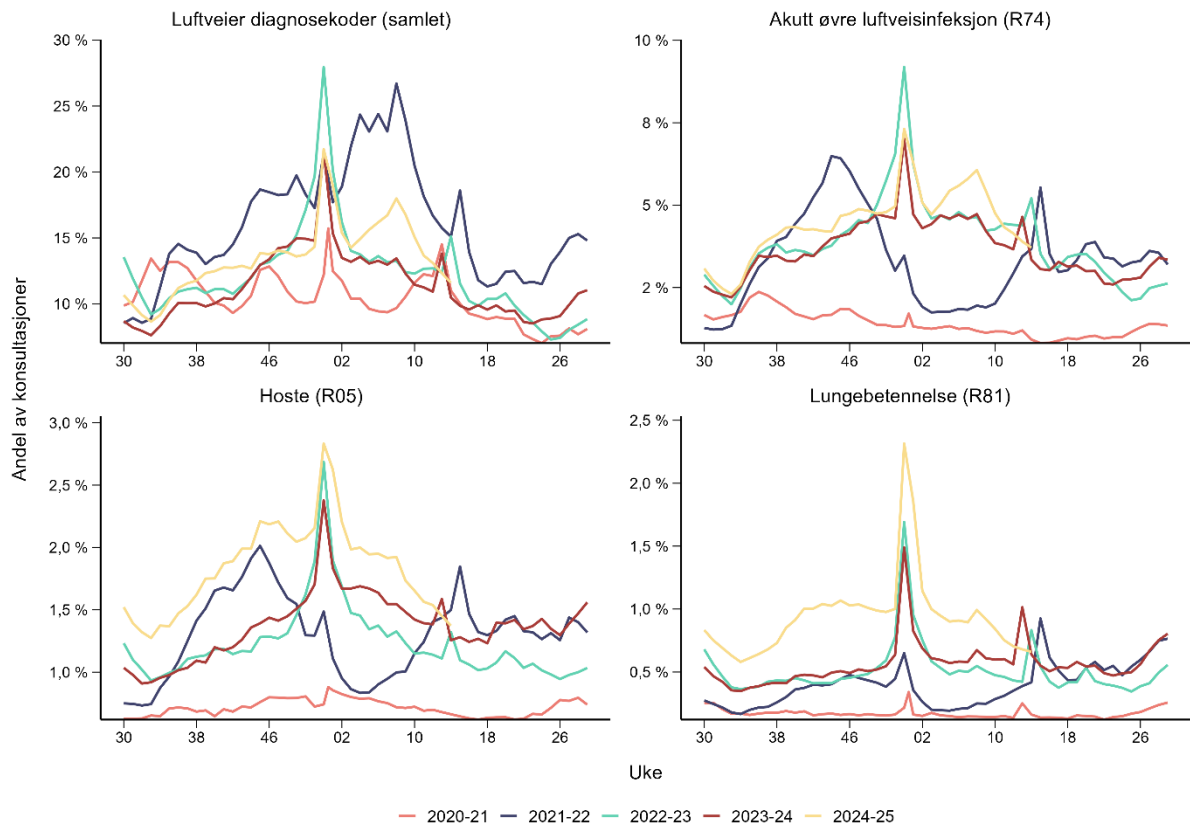 Luftveier diagnosekoder (samlet)
30 %
25 %
20 %
15 %
10 %
30 38 46 02 10 18 26
Akutt øvre luftveisinfeksjon (R74)
10 %
8 %
5 %
2 %
30 38 46 02 10 18 26
Andel av konsultasjoner
Hoste (R05)
3,0 %
2,5 %
2,0 %
1,5 %
1,0 %
30 38 46 02 10 18 26
Lungebetennelse (R81)
2,5 %
2,0 %
1,5 %
1,0 %
0,5 %
30 38 46 02 10 18 26
Uke
2020-21 2021-22 2022-23 2023-24 2024-25